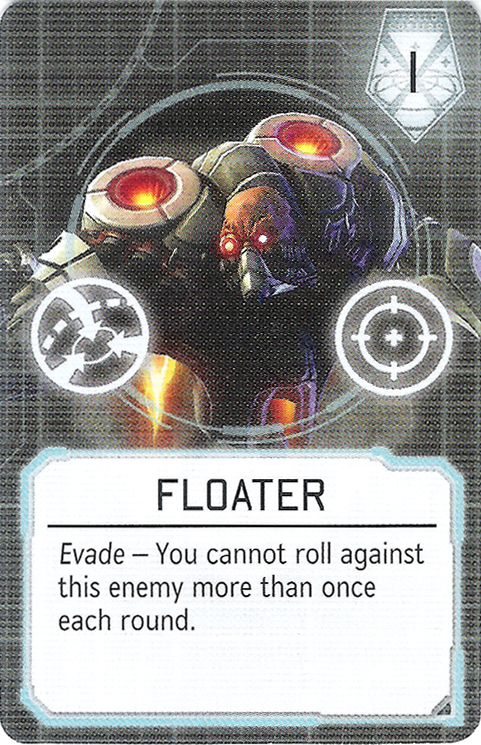 I
FLOATER
Evade – You cannot roll against
this enemy more than once
each round.